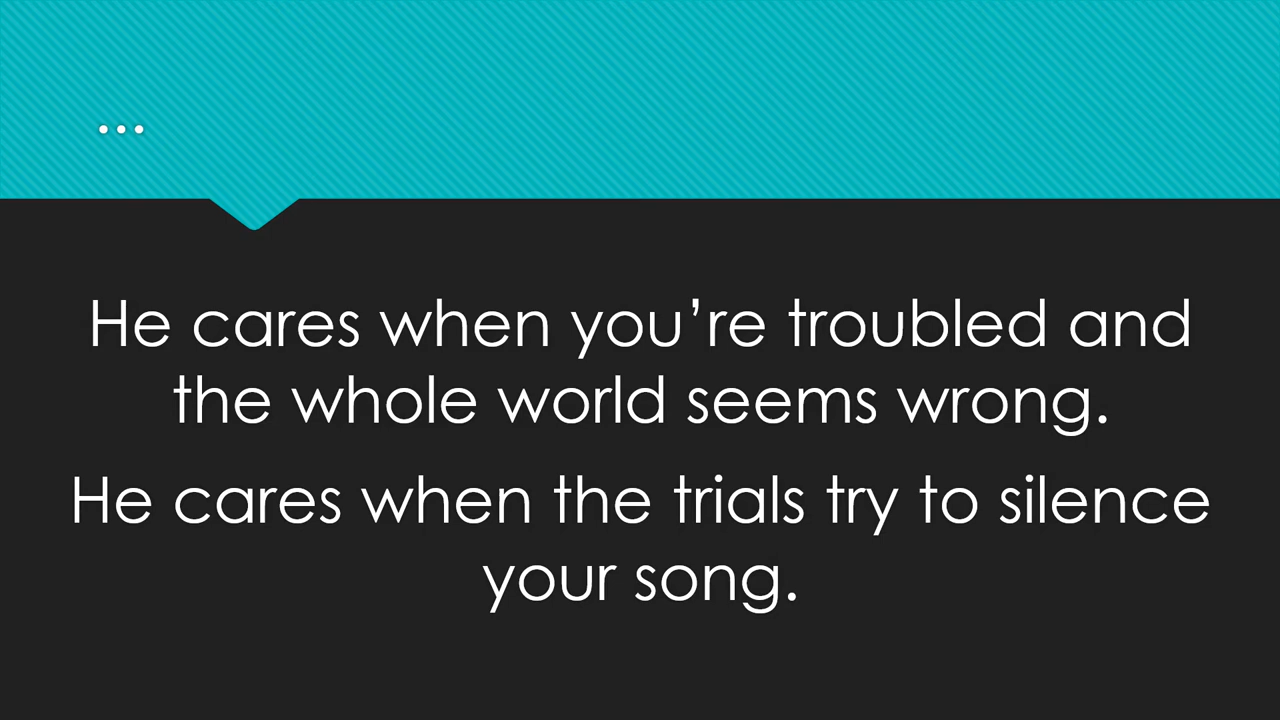 ...
He cares when you’re troubled and
the whole world seems wrong.
He cares when the trials try to silence
your song.